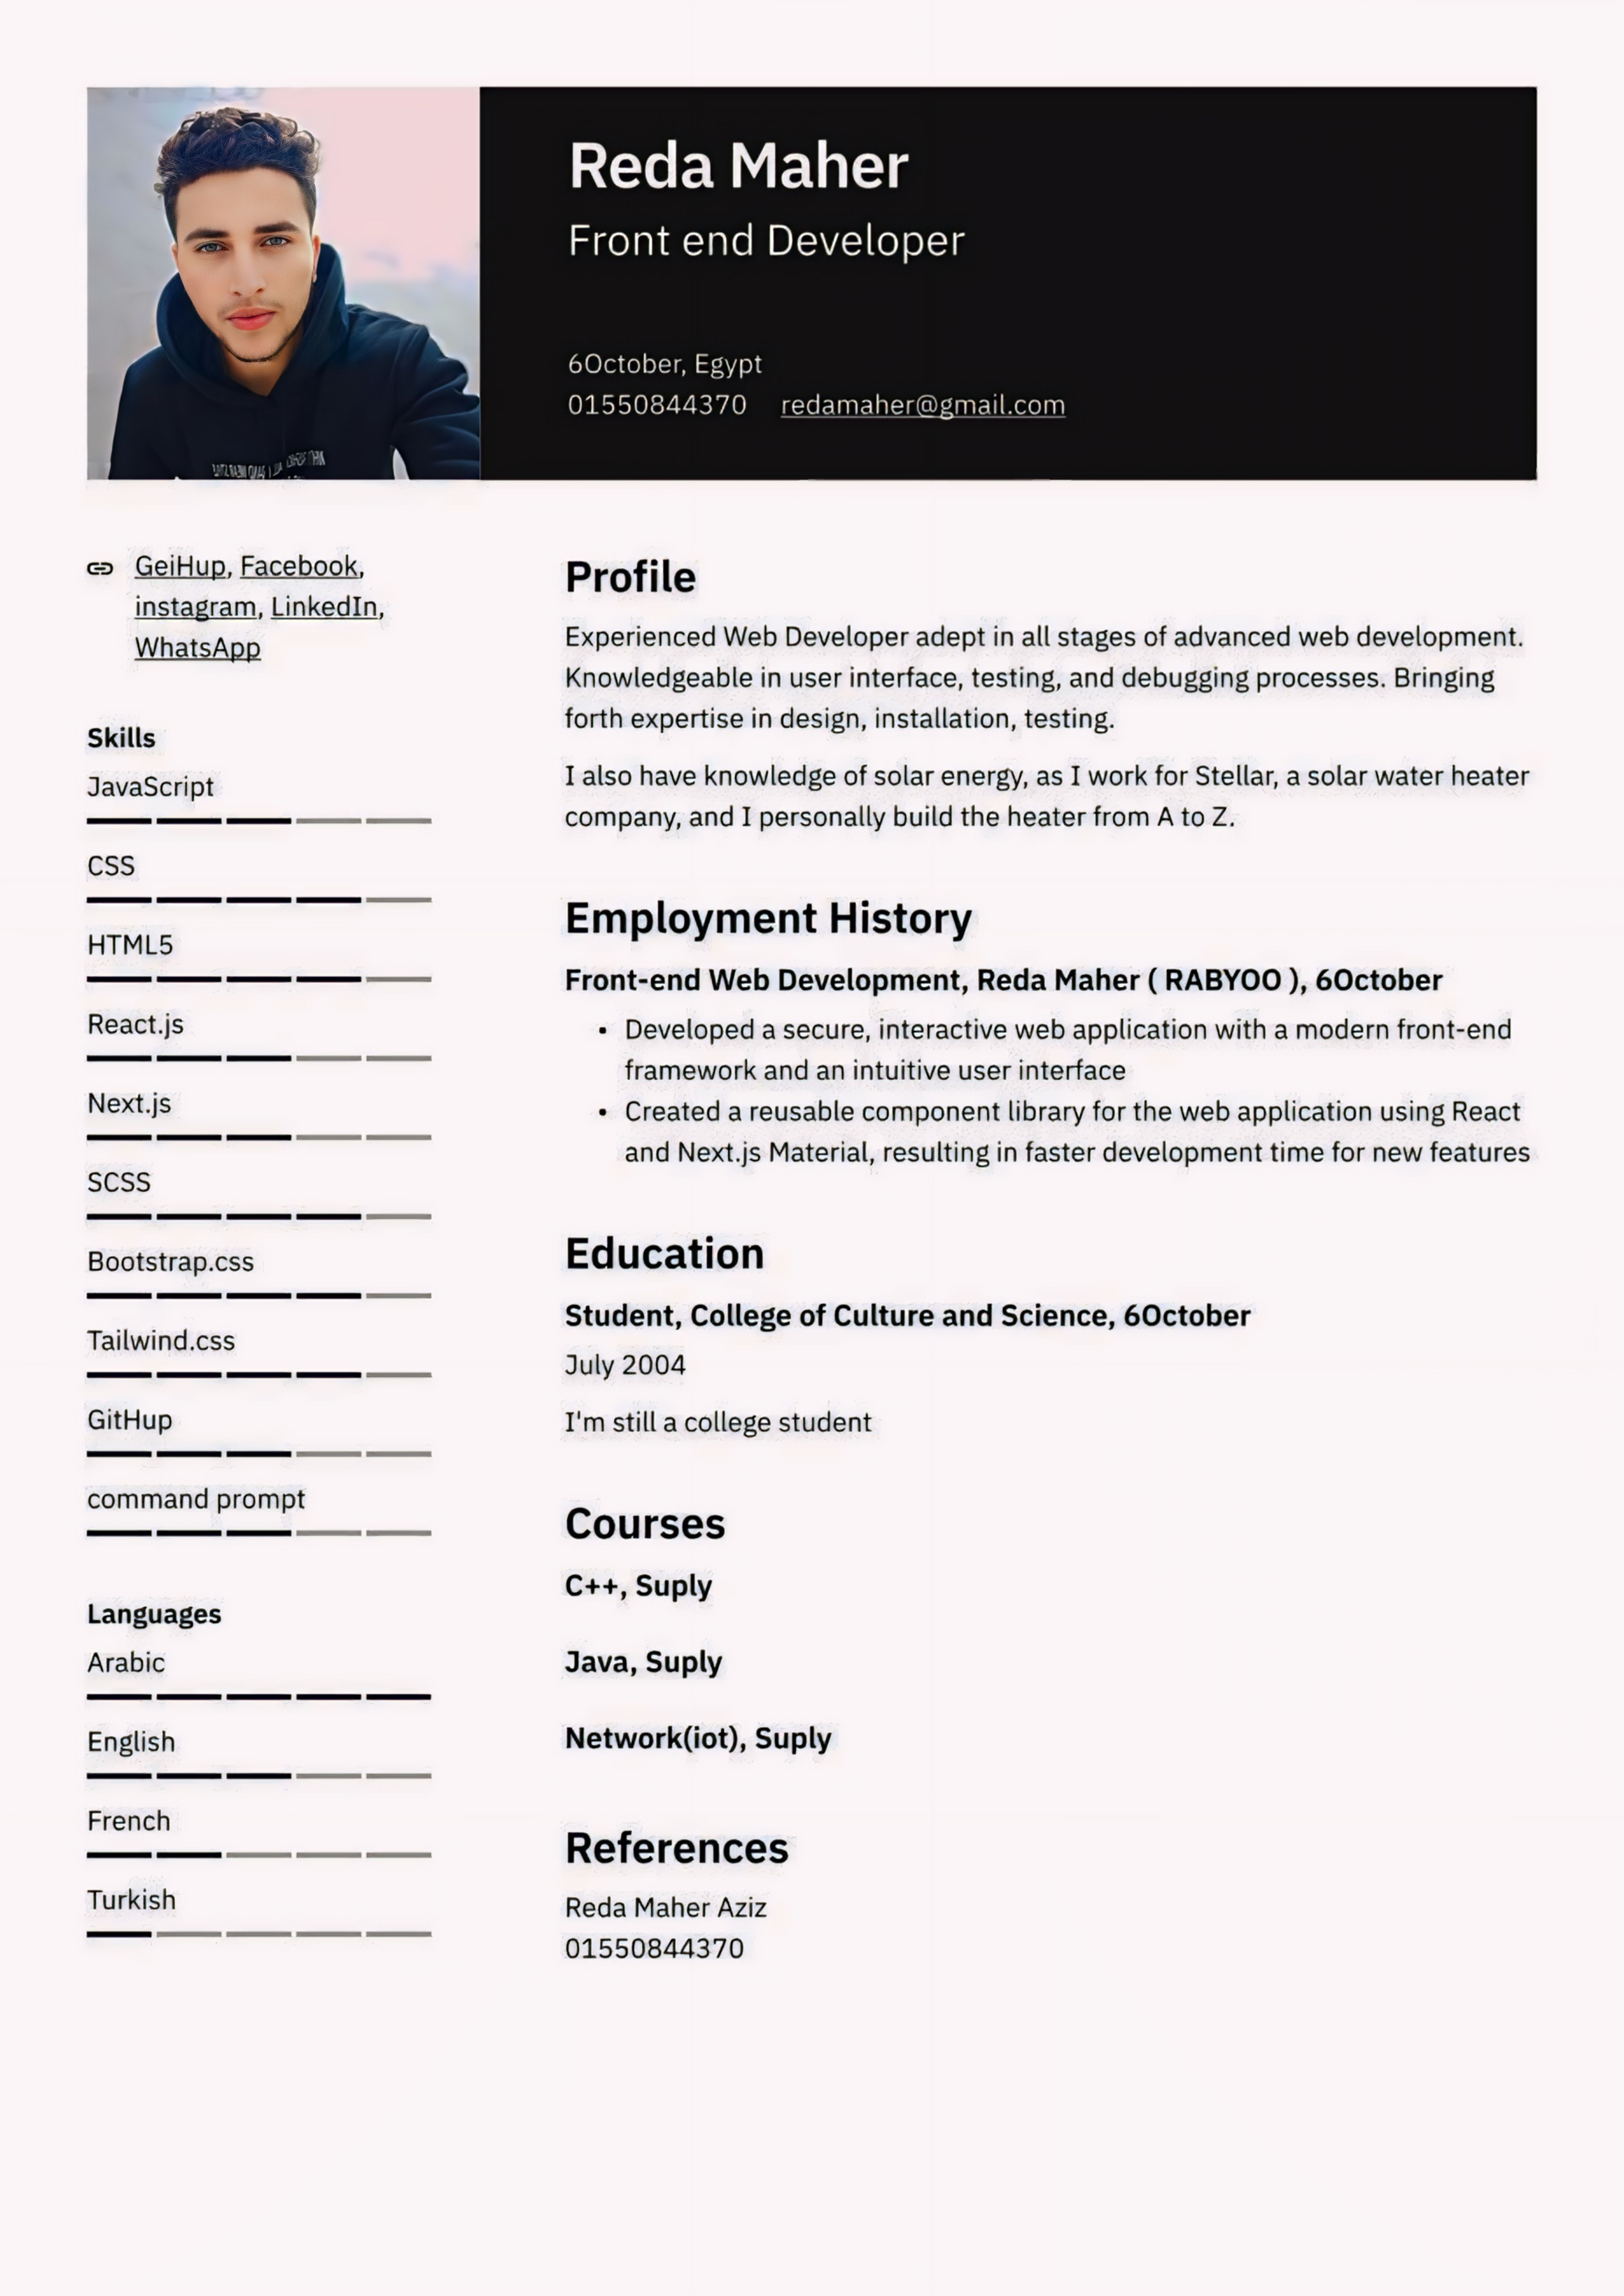 Reda Maher
Front end Developer
6October, Egypt
01550844370 redamaher@gmail.com
GeiHup, Facebook,
instagram, LinkedIn,
WhatsApp
Skills
JavaScript
CSS
HTML5
React.js
Next.js
SCSS
Bootstrap.css
Tailwind.css
GitHup
command prompt
Languages
Arabic
English
French
Turkish
Profile
Experienced Web Developer adept in all stages of advanced web development.
Knowledgeable in user interface, testing, and debugging processes. Bringing
forth expertise in design, installation, testing.
I also have knowledge of solar energy, as I work for Stellar, a solar water heater
company, and I personally build the heater from A to Z.
Employment History
Front-end Web Development, Reda Maher ( RABYOO ), 6October
• Developed a secure, interactive web application with a modern front-end
framework and an intuitive user interface
• Created a reusable component library for the web application using React
and Next.js Material, resulting in faster development time for new features
Education
Student, College of Culture and Science, 6October
July 2004
I'm still a college student
Courses
C++, Suply
Java, Suply
Network(iot), Suply
References
Reda Maher Aziz
01550844370